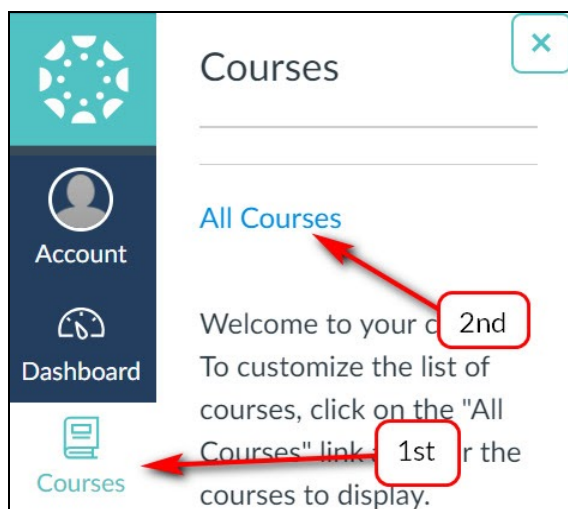 Courses
All Courses
Account
Dashboard
Courses
Welcome to your
2nd
To customize the list of
courses, click on the "All
Courses" link
1st
r the
courses to display.